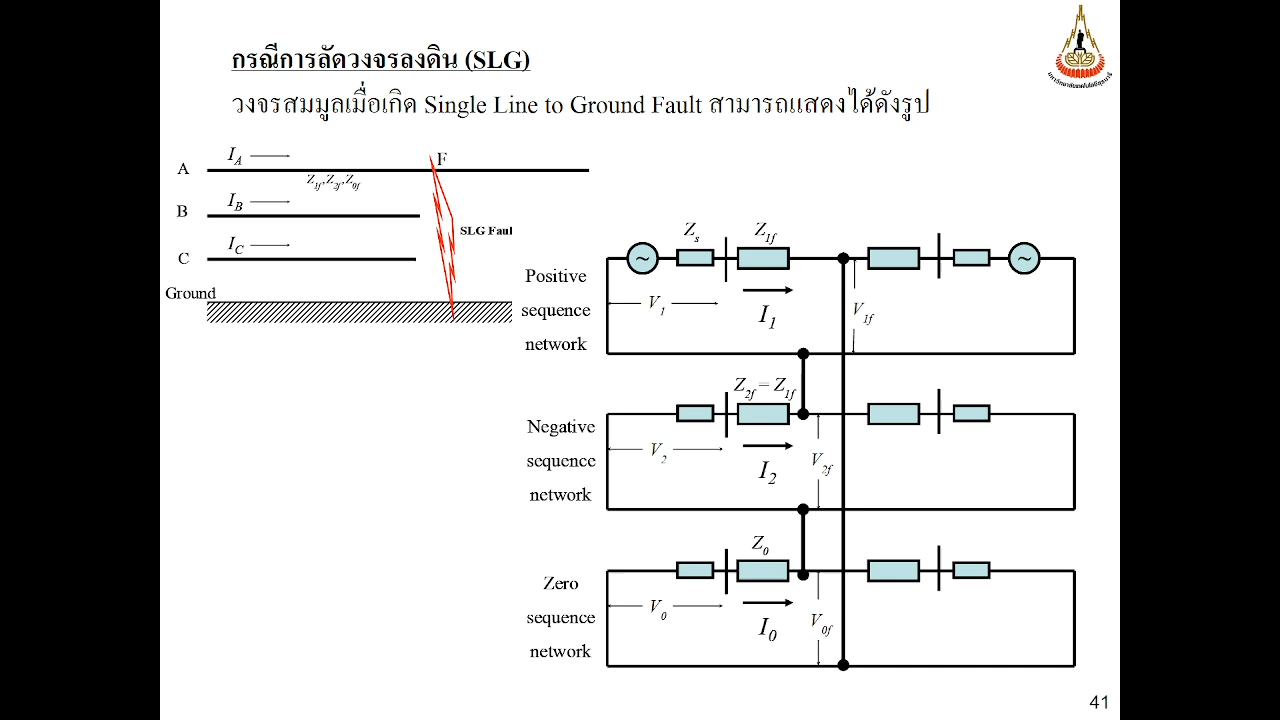 กรณีการลัดวงจรลงดิน (SLG)
วงจรสมมูลเมื่อเกิด Single Line to Ground Fault สามารถแสดงได้ดังรูป
A
I_A
F
Z_1f,Z_2f,Z_0f
B
I_B
SLG Faul
C
I_C
Ground
Z_s
Z_1f
~
~
Positive
sequence
network
V_1
I_1
V_1f
Z_2f = Z_1f
Negative
sequence
network
V_2
I_2
V_2f
Z_0
Zero
sequence
network
V_0
I_0
V_0f
41